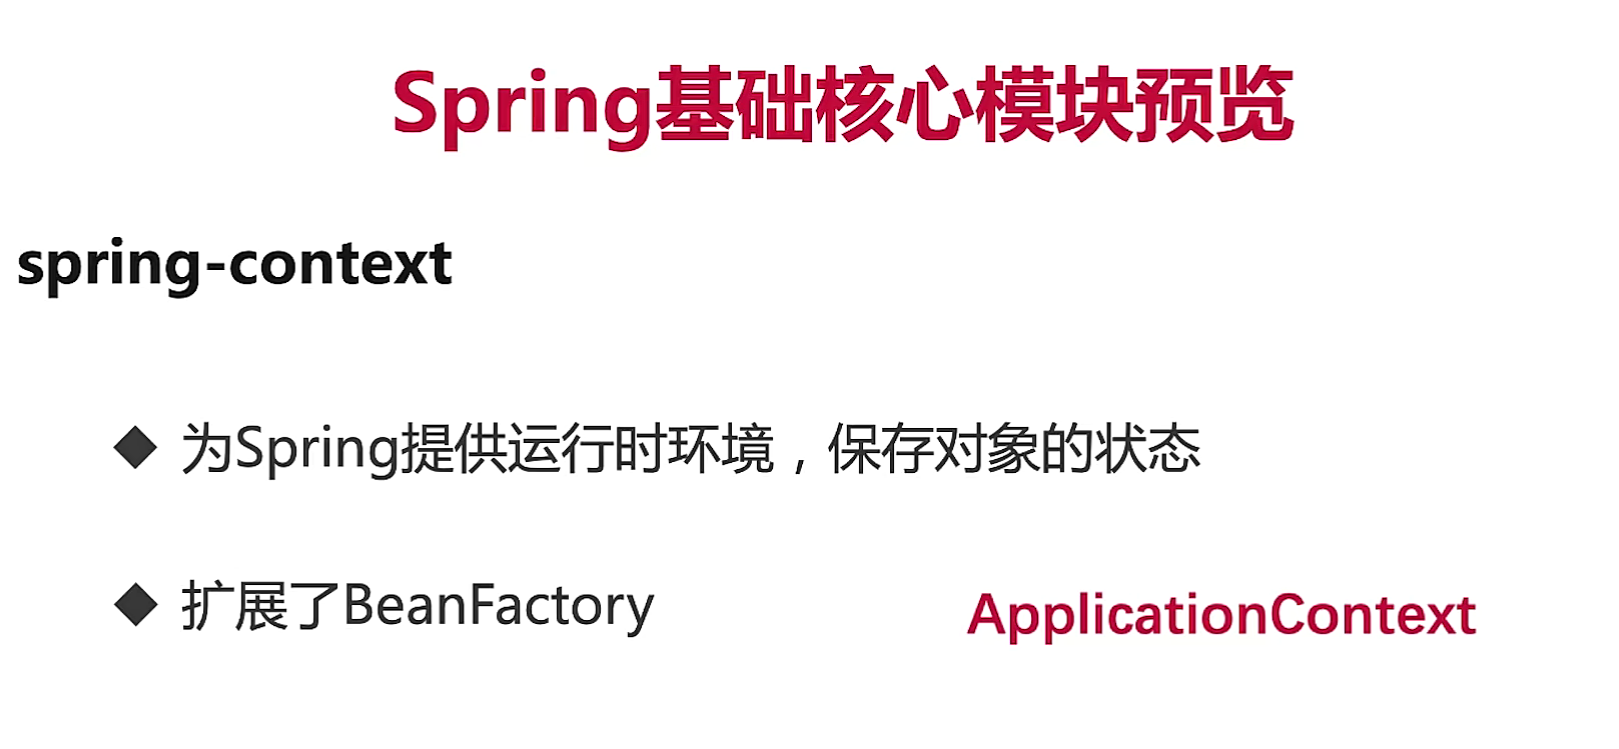 Spring基础核心模块预览
spring-context
◆ 为Spring提供运行时环境，保存对象的状态
◆ 扩展了BeanFactory
ApplicationContext